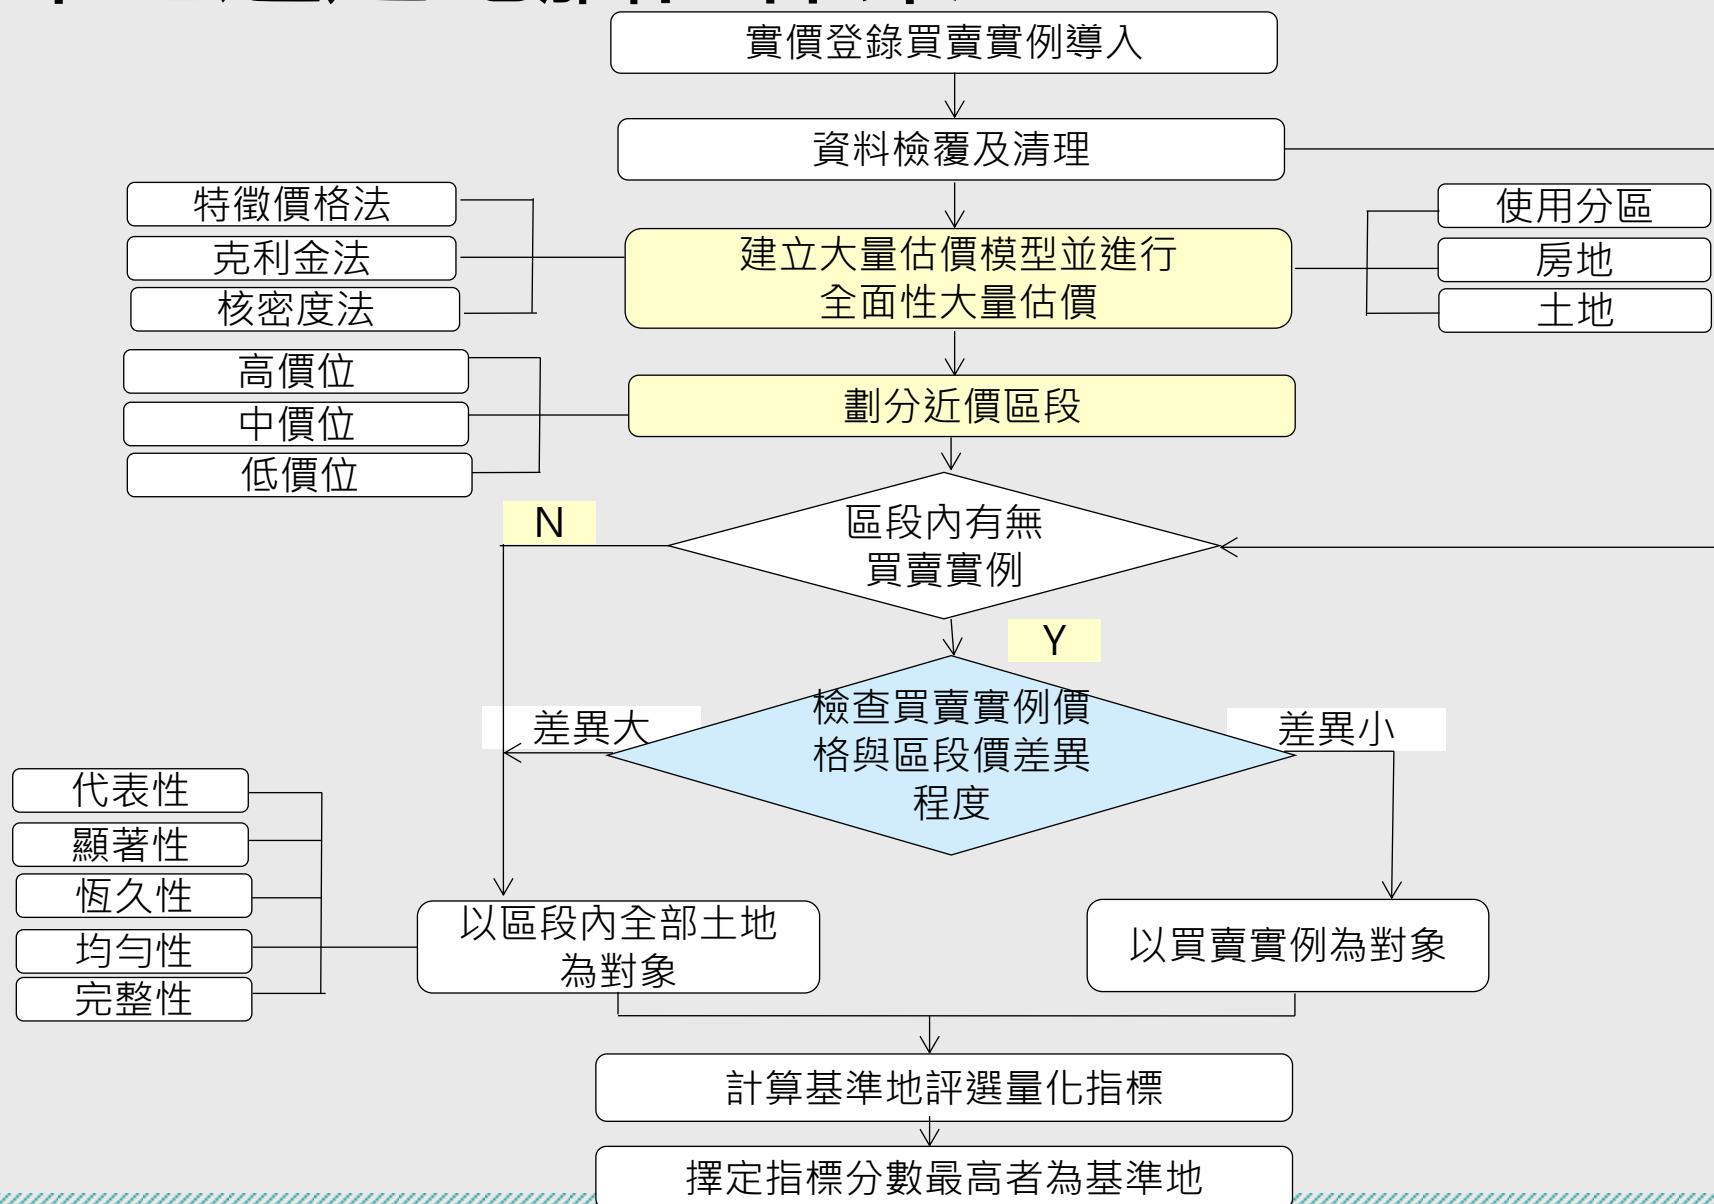 實價登錄買賣實例導入
資料檢覆及清理
特徵價格法
克利金法
核密度法
建立大量估價模型並進行
全面性大量估價
使用分區
房地
土地
高價位
中價位
低價位
劃分近價區段
N
區段內有無
買賣實例
Y
差異大
檢查買賣實例價
格與區段價差異
程度
差異小
代表性
顯著性
恆久性
均勻性
完整性
以區段內全部土地
為對象
以買賣實例為對象
計算基準地評選量化指標
擇定指標分數最高者為基準地